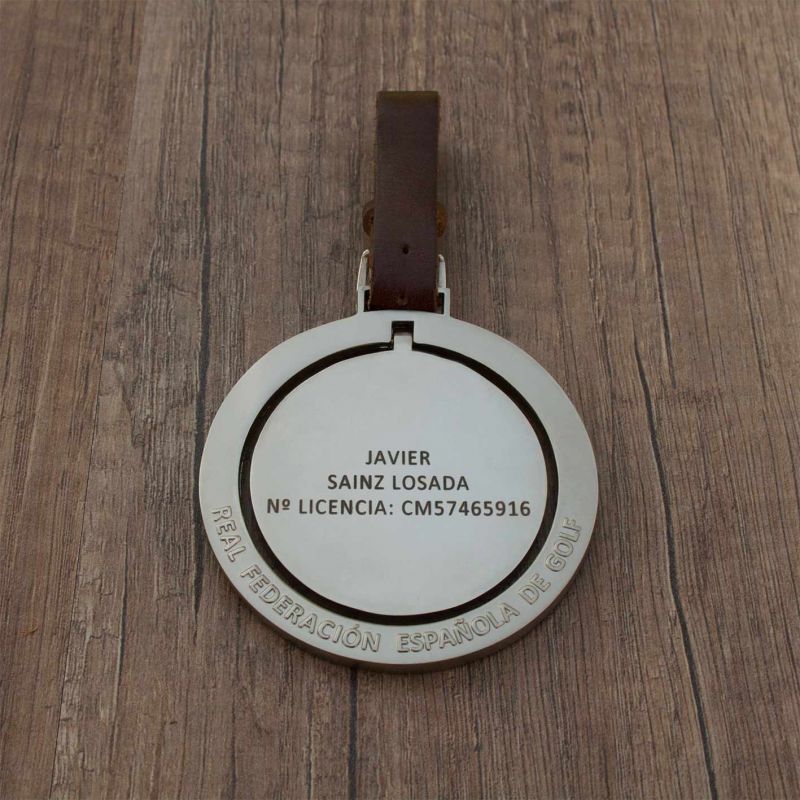 JAVIER
SAINZ LOSADA
Nº LICENCIA: CM57465916
REAL FEDERACIÓN ESPAÑOLA DE GOLF